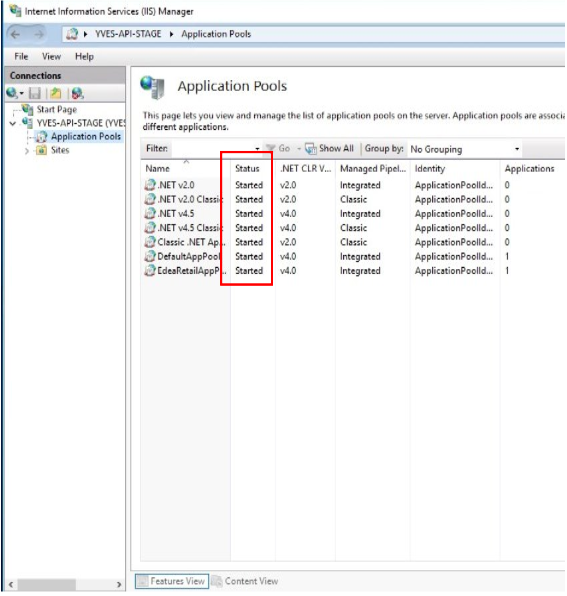 Internet Information Services (IIS) Manager
YVES-API-STAGE Application Pools
File View Help
Connections
Start Page
YVES-API-STAGE (YVES
Application Pools
Sites
Application Pools
This page lets you view and manage the list of application pools on the server. Application pools are associa
different applications.
Filter: Go Show All Group by: No Grouping
Name Status .NET CLR V... Managed Pipel... Identity Applications
.NET v2.0 Started v2.0 Integrated ApplicationPoolId... 0
.NET v2.0 Classic Started v2.0 Classic ApplicationPoolId... 0
.NET v4.5 Started v4.0 Integrated ApplicationPoolId... 0
.NET v4.5 Classic Started v4.0 Classic ApplicationPoolId... 0
Classic .NET Ap... Started v2.0 Classic ApplicationPoolId... 0
DefaultAppPool Started v4.0 Integrated ApplicationPoolId... 1
EdeaRetailAppP... Started v4.0 Integrated ApplicationPoolId... 1
Features View Content View